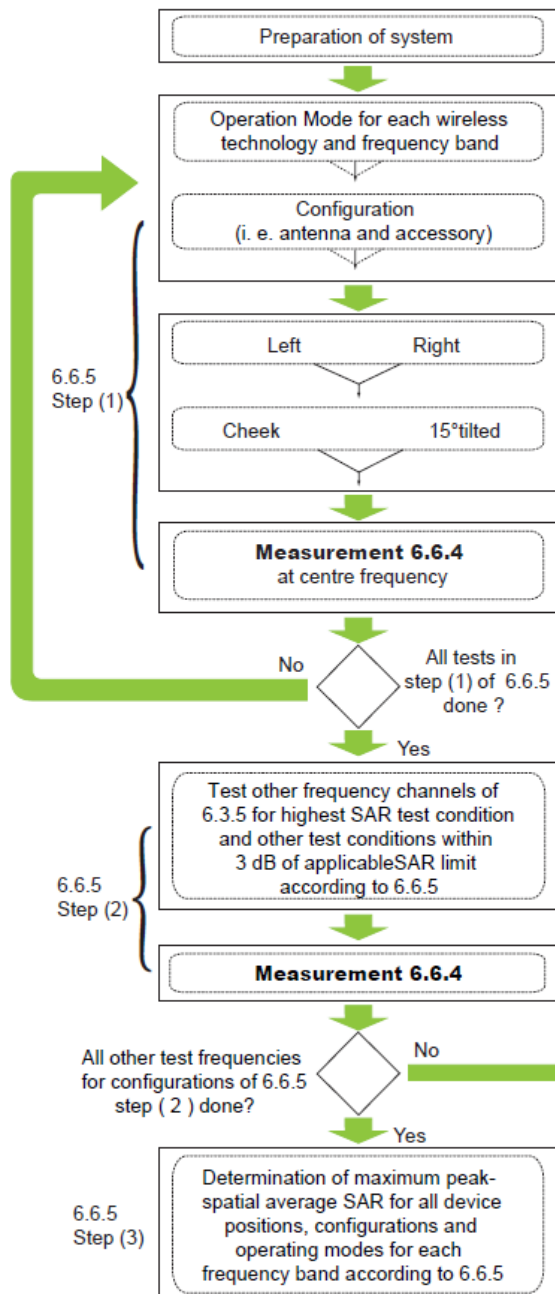 Preparation of system
Operation Mode for each wireless
technology and frequency band
Configuration
(i. e. antenna and accessory)
Left Right
6.6.5
Step (1)
Cheek 15°tilted
Measurement 6.6.4
at centre frequency
No
All tests in
step (1) of 6.6.5
done ?
Yes
Test other frequency channels of
6.3.5 for highest SAR test condition
and other test conditions within
3 dB of applicableSAR limit
according to 6.6.5
6.6.5
Step (2)
Measurement 6.6.4
All other test frequencies
for configurations of 6.6.5
step ( 2 ) done?
No
Yes
6.6.5
Step (3)
Determination of maximum peak-
spatial average SAR for all device
positions, configurations and
operating modes for each
frequency band according to 6.6.5